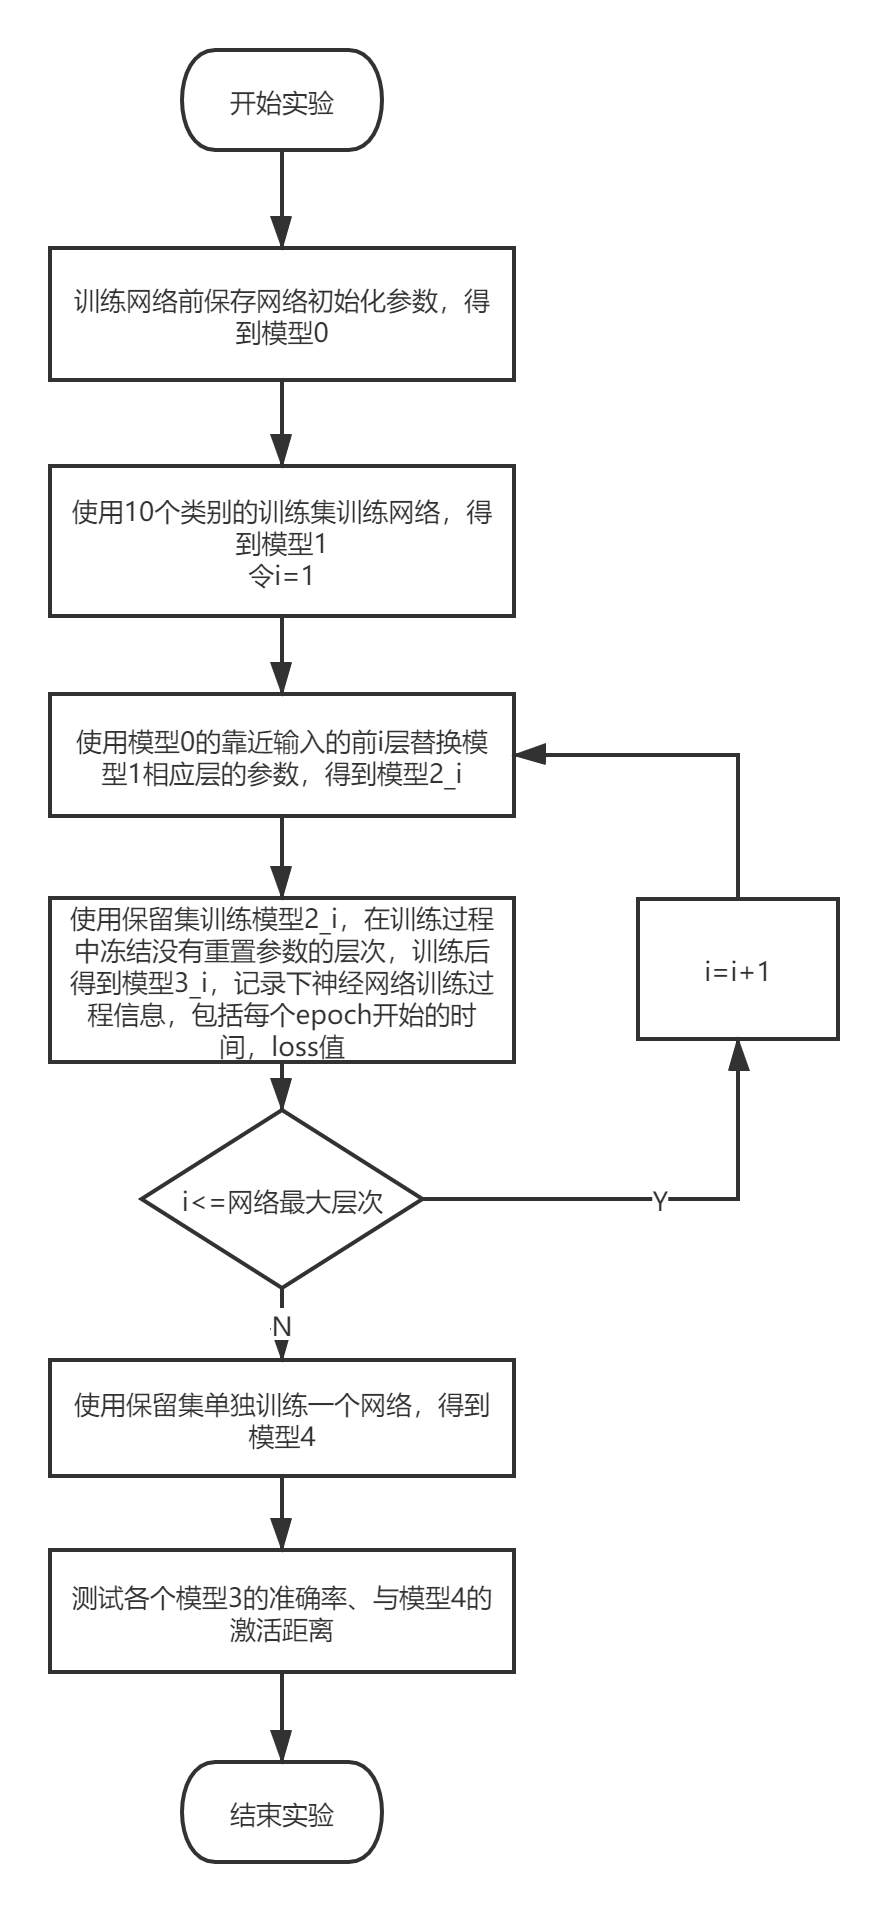 开始实验
训练网络前保存网络初始化参数，得
到模型0
使用10个类别的训练集训练网络，得
到模型1
令i=1
使用模型0的靠近输入的前i层替换模
型1相应层的参数，得到模型2_i
使用保留集训练模型2_i，在训练过程
中冻结没有重置参数的层次，训练后
得到模型3_i，记录下神经网络训练过
程信息，包括每个epoch开始的时
间，loss值
i=i+1
i<=网络最大层次
Y
N
使用保留集单独训练一个网络，得到
模型4
测试各个模型3的准确率、与模型4的
激活距离
结束实验